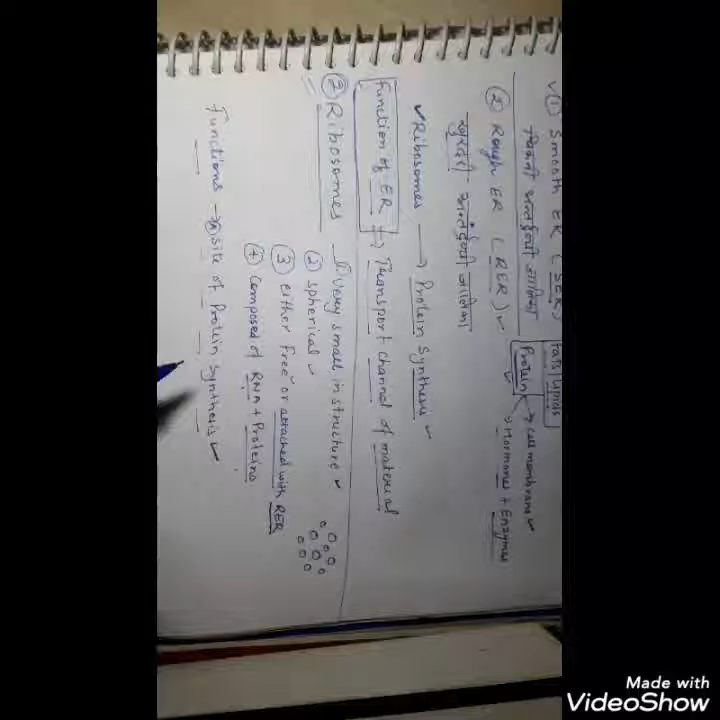 ① Smooth ER (SER)
Fats/Lipids
चिकनी अन्तर्द्रव्यी जालिका
② Rough ER (RER)
Protein → cell membrane
→ Hormones + Enzymes
खुरदरी अन्तर्द्रव्यी जालिका
Ribosomes → Protein Synthesis
Function of ER → Transport channel of material
② Ribosomes ① Very small in structure
② spherical
③ either free or attached with RER
④ composed of RNA + Proteins
Functions → site of Protein Synthesis
Made with
VideoShow